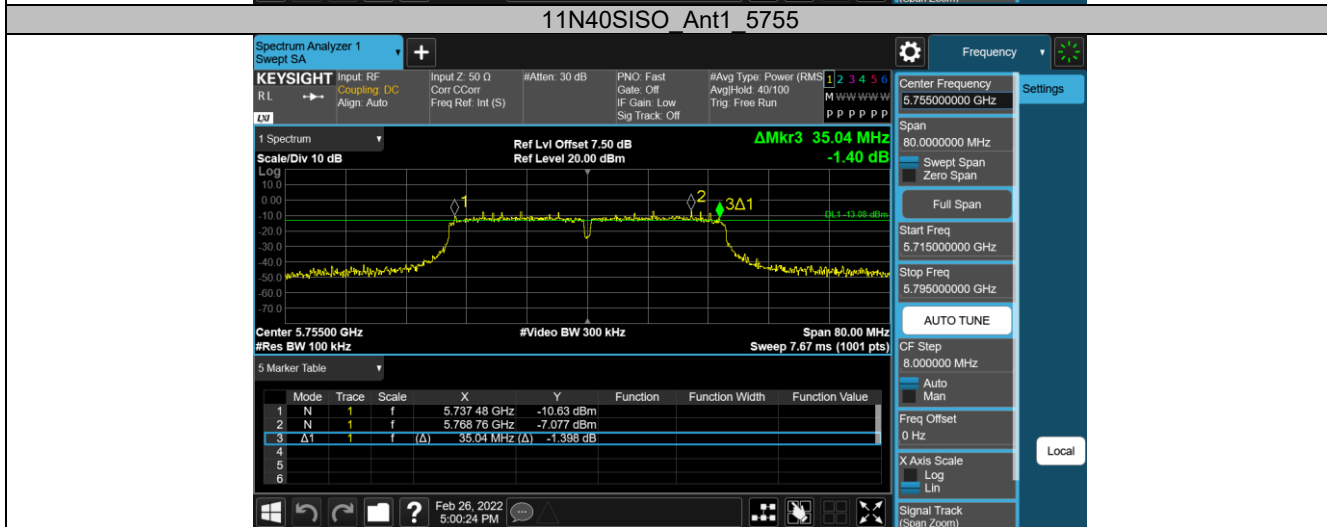 (Span Zoom)
11N40SISO_Ant1_5755
Spectrum Analyzer 1
Swept SA
+
Frequency
KEYSIGHT Input: RF Input Z: 50 Ω #Atten: 30 dB PNO: Fast #Avg Type: Power (RMS 1 2 3 4 5 6
RL Coupling: DC Corr CCorr Gate: Off Avg|Hold: 40/100 M W W W W W
Align: Auto Freq Ref: Int (S) IF Gain: Low Trig: Free Run
LXI Sig Track: Off P P P P P P
1 Spectrum
Ref Lvl Offset 7.50 dB
ΔMkr3 35.04 MHz
Scale/Div 10 dB
Ref Level 20.00 dBm
-1.40 dB
Log
10.0
0.00
-10.0
-20.0
-30.0
-40.0
-50.0
-60.0
-70.0
1
2
3Δ1
DL1 -13.08 dBm
Center 5.75500 GHz #Video BW 300 kHz Span 80.00 MHz
#Res BW 100 kHz Sweep 7.67 ms (1001 pts)
5 Marker Table
Mode Trace Scale X Y Function Function Width Function Value
1 N 1 f 5.737 48 GHz -10.63 dBm
2 N 1 f 5.768 76 GHz -7.077 dBm
3 Δ1 1 f (Δ) 35.04 MHz (Δ) -1.398 dB
4
5
6
Center Frequency
5.755000000 GHz
Settings
Span
80.0000000 MHz
Swept Span
Zero Span
Full Span
Start Freq
5.715000000 GHz
Stop Freq
5.795000000 GHz
AUTO TUNE
CF Step
8.000000 MHz
Auto
Man
Freq Offset
0 Hz
X Axis Scale
Log
Lin
Local
Signal Track
(Span Zoom)
?
Feb 26, 2022
5:00:24 PM